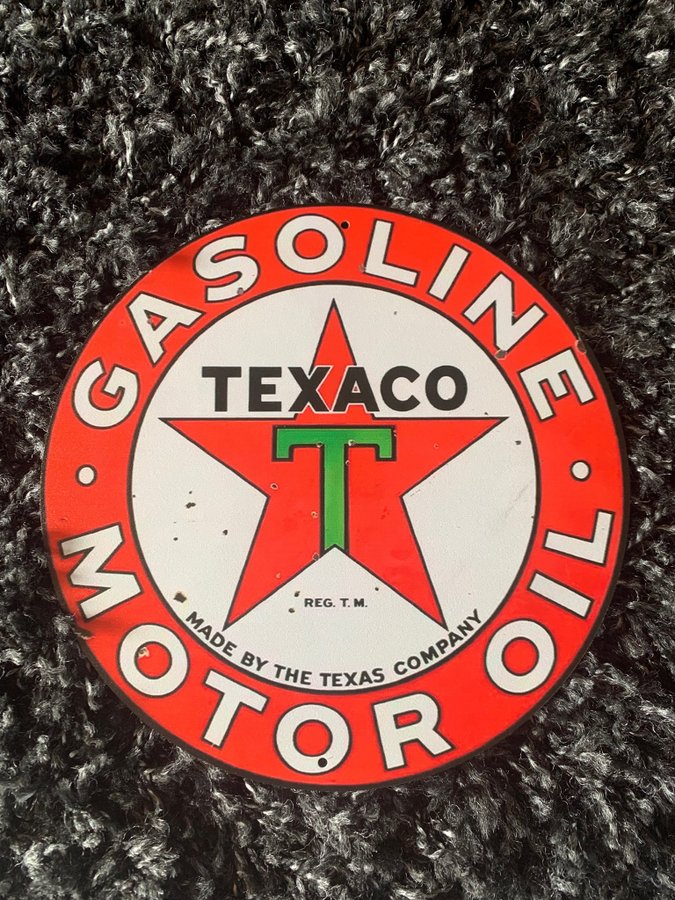 GASOLINE
TEXACO
T
REG. T. M.
MADE BY THE TEXAS COMPANY
MOTOR OIL